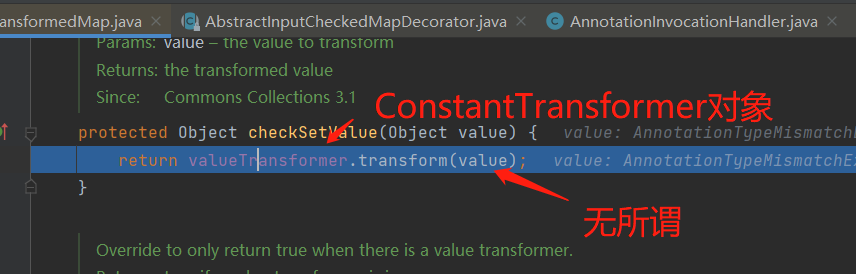 ansformedMap.java × AbstractInputCheckedMapDecorator.java × AnnotationInvocationHandler.java ×
Params: value – the value to transform
Returns: the transformed value
Since: Commons Collections 3.1
ConstantTransformer对象
protected Object checkSetValue(Object value) { value: AnnotationTypeMismatchE
return valueTransformer.transform(value); value: AnnotationTypeMismatchEx
}
无所谓
Override to only return true when there is a value transformer.